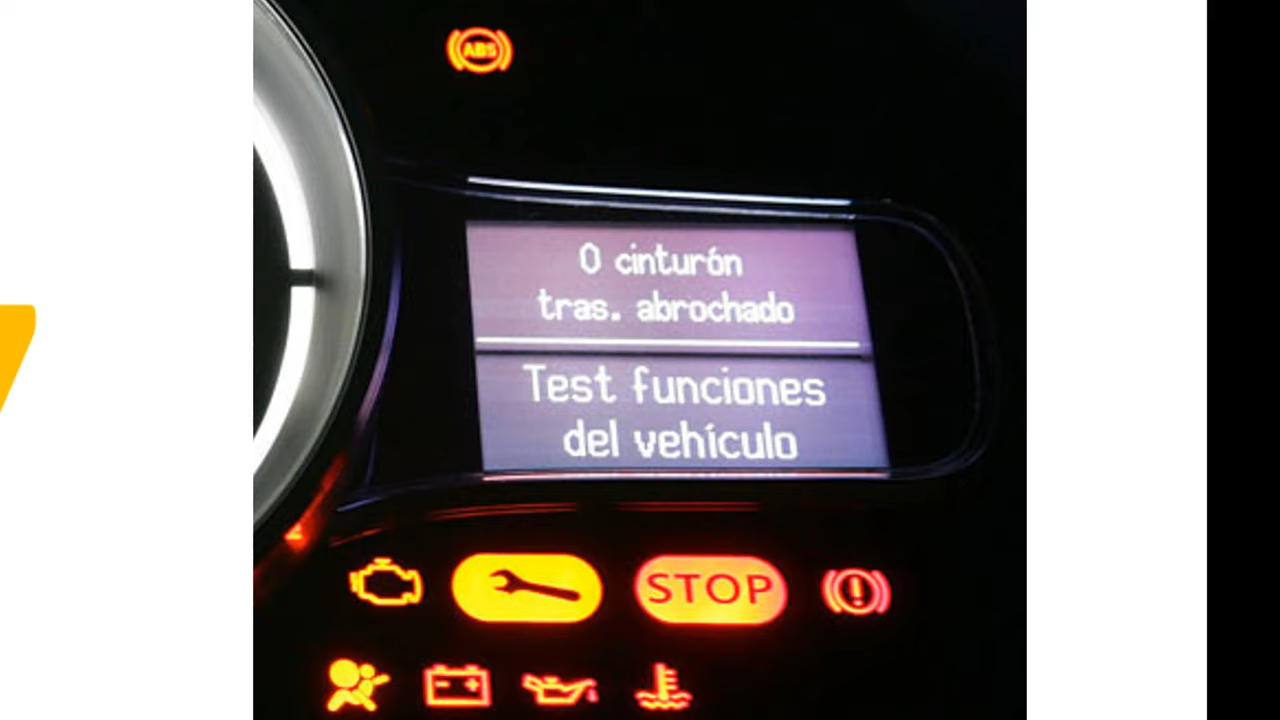 ABS
0 cinturón
tras. abrochado
Test funciones
del vehículo
STOP